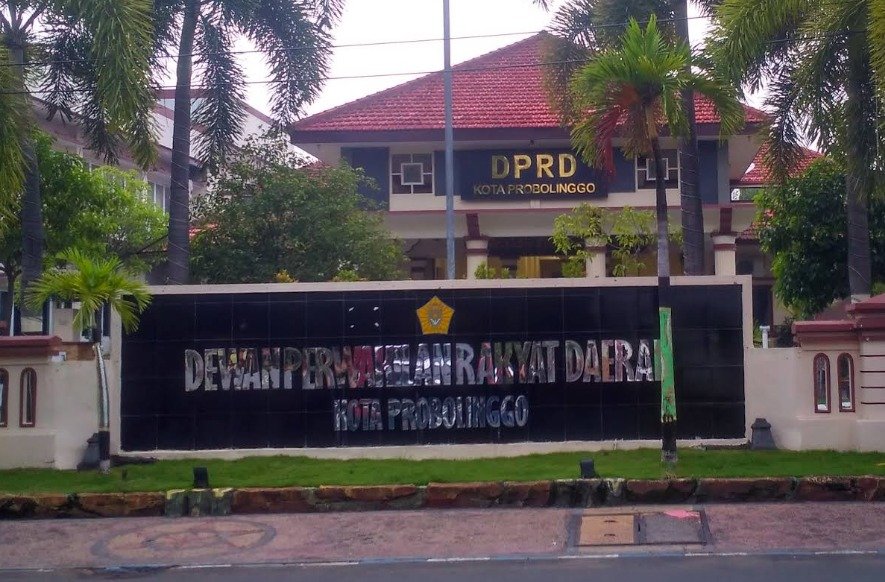 DPRD
KOTA PROBOLINGGO
DEWAN PERWAKILAN RAKYAT DAERAH
KOTA PROBOLINGGO